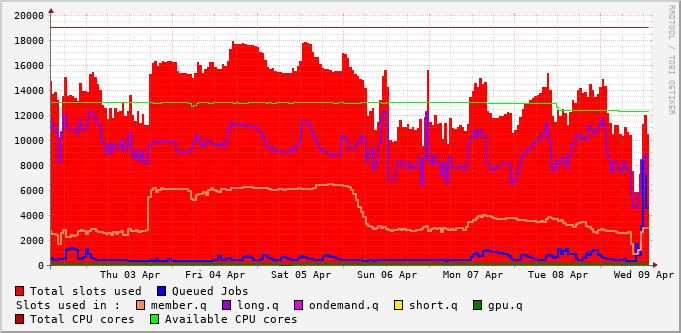 RRDTOOL / TOBI OETIKER
20000
18000
16000
14000
12000
10000
8000
6000
4000
2000
0
Thu 03 Apr Fri 04 Apr Sat 05 Apr Sun 06 Apr Mon 07 Apr Tue 08 Apr Wed 09 Apr
Total slots used Queued Jobs
Slots used in : member.q long.q ondemand.q short.q gpu.q
Total CPU cores Available CPU cores